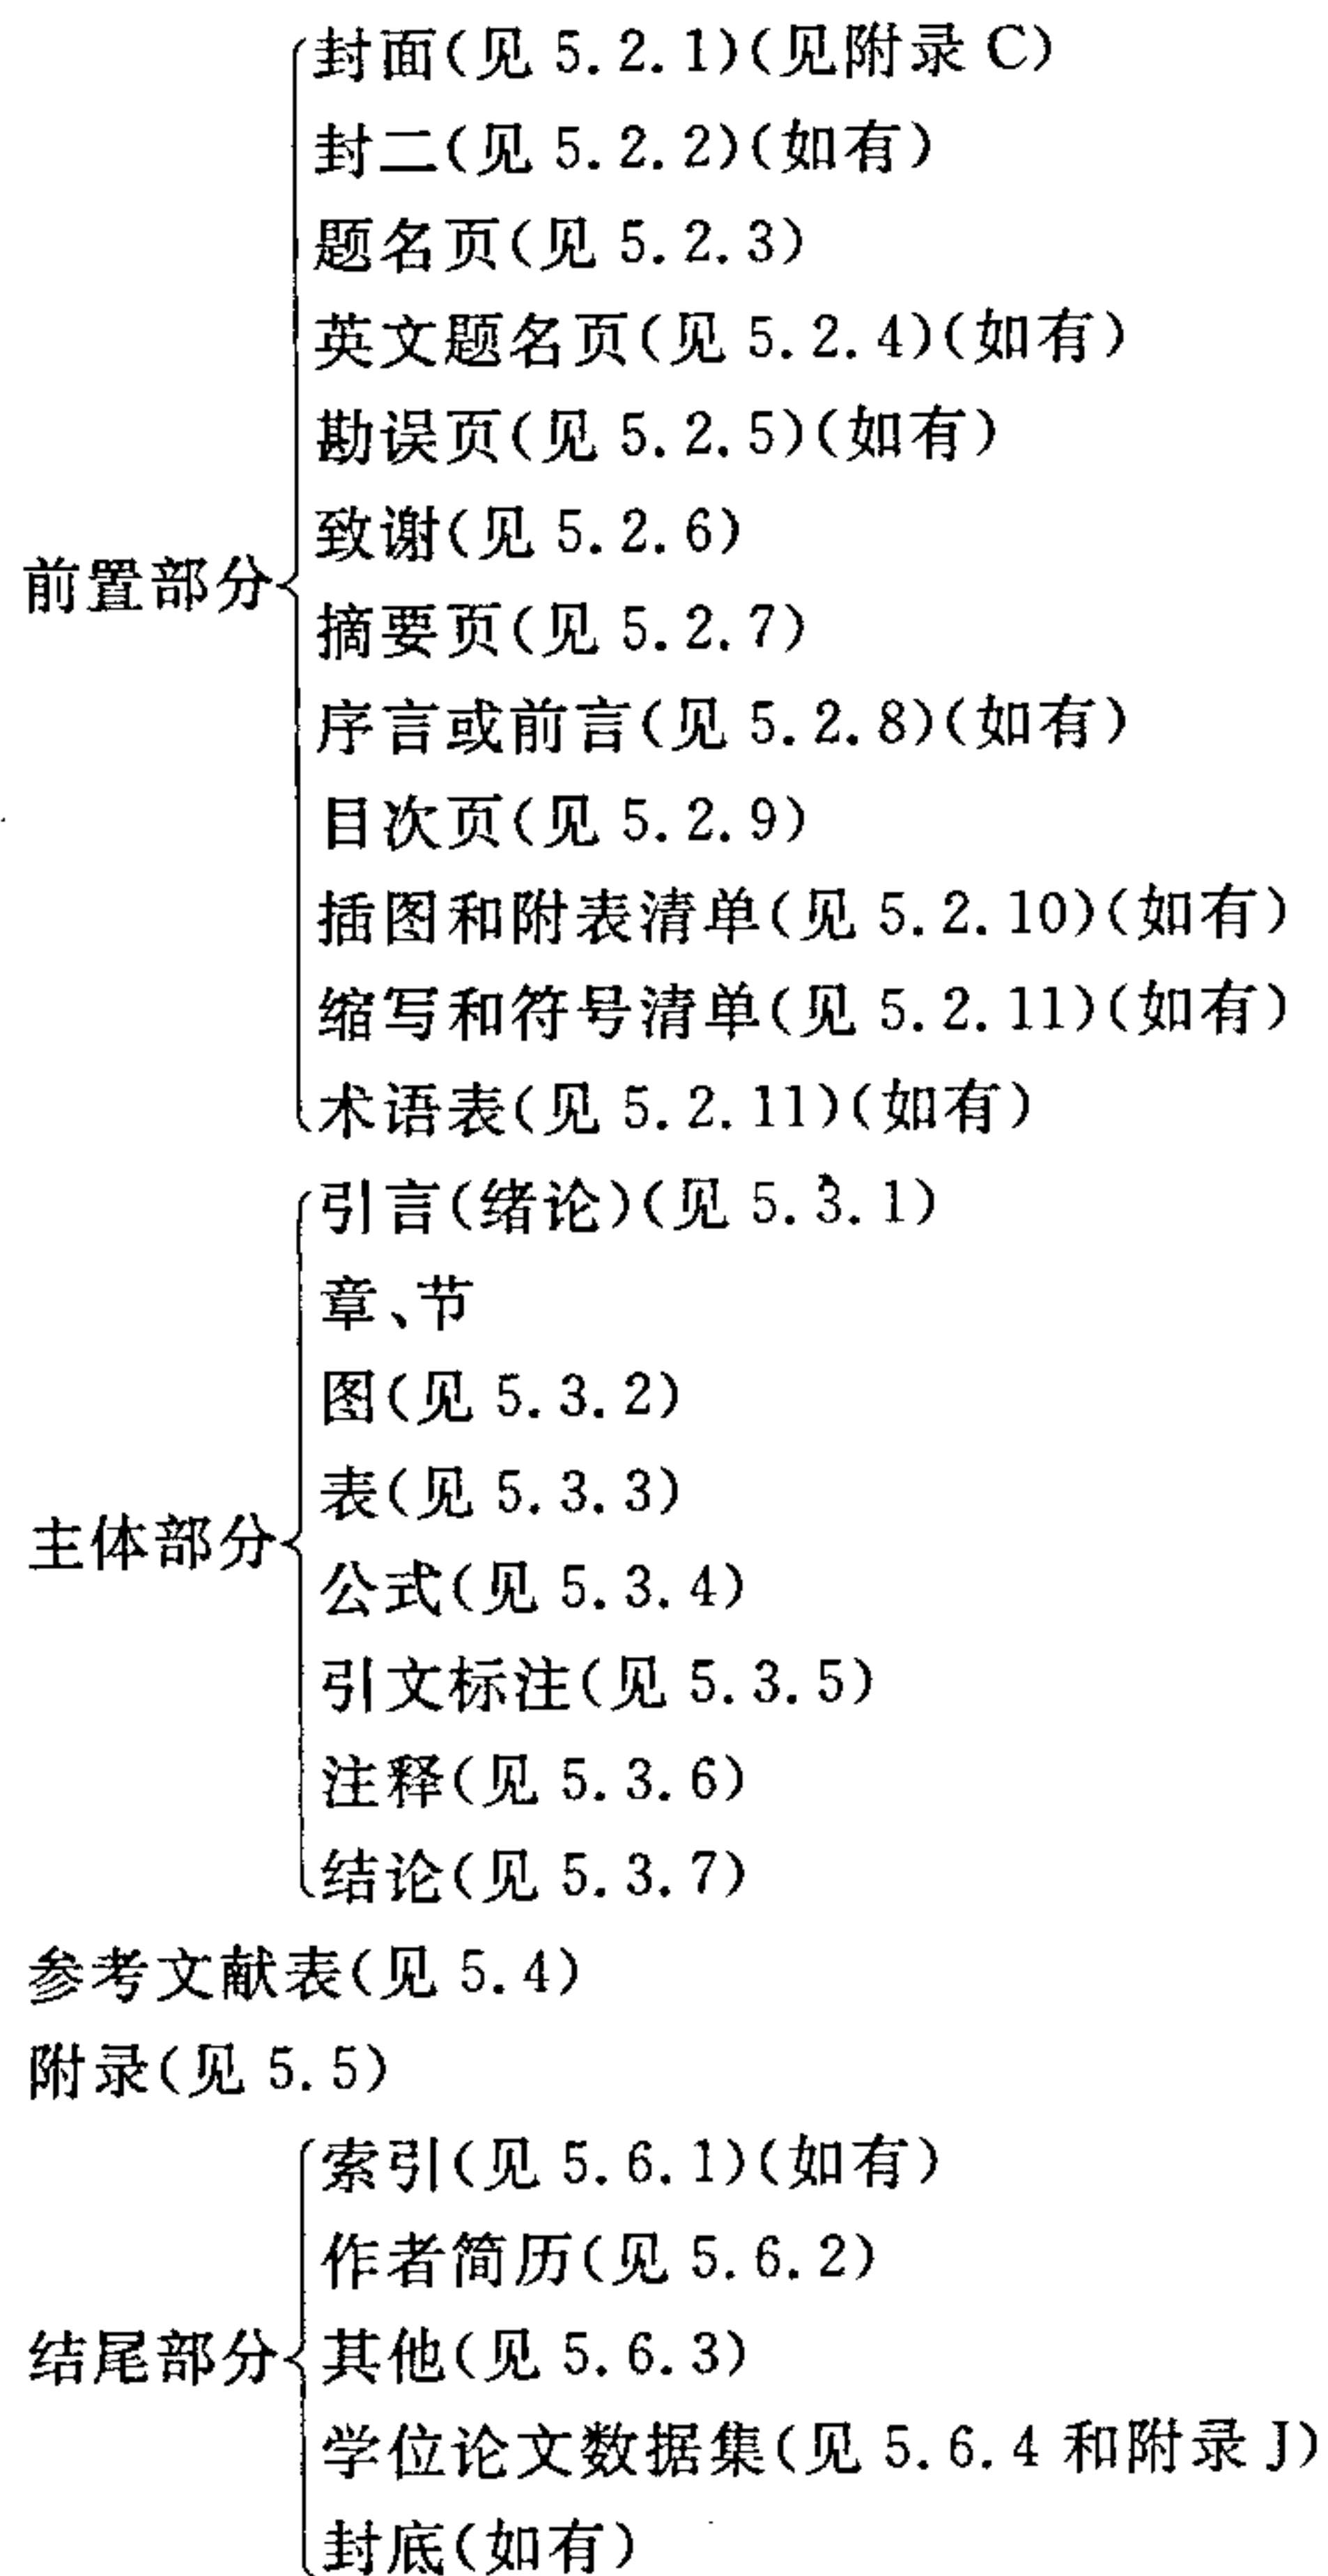 封面(见 5.2.1)(见附录 C)
封二(见 5.2.2)(如有)
题名页(见 5.2.3)
英文题名页(见 5.2.4)(如有)
勘误页(见 5.2.5)(如有)
致谢(见 5.2.6)
前置部分
摘要页(见 5.2.7)
序言或前言(见 5.2.8)(如有)
目次页(见 5.2.9)
插图和附表清单(见 5.2.10)(如有)
缩写和符号清单(见 5.2.11)(如有)
术语表(见 5.2.11)(如有)
引言(绪论)(见 5.3.1)
章、节
图(见 5.3.2)
表(见 5.3.3)
主体部分
公式(见 5.3.4)
引文标注(见 5.3.5)
注释(见 5.3.6)
结论(见 5.3.7)
参考文献表(见 5.4)
附录(见 5.5)
索引(见 5.6.1)(如有)
作者简历(见 5.6.2)
结尾部分
其他(见 5.6.3)
学位论文数据集(见 5.6.4 和附录 J)
封底(如有)